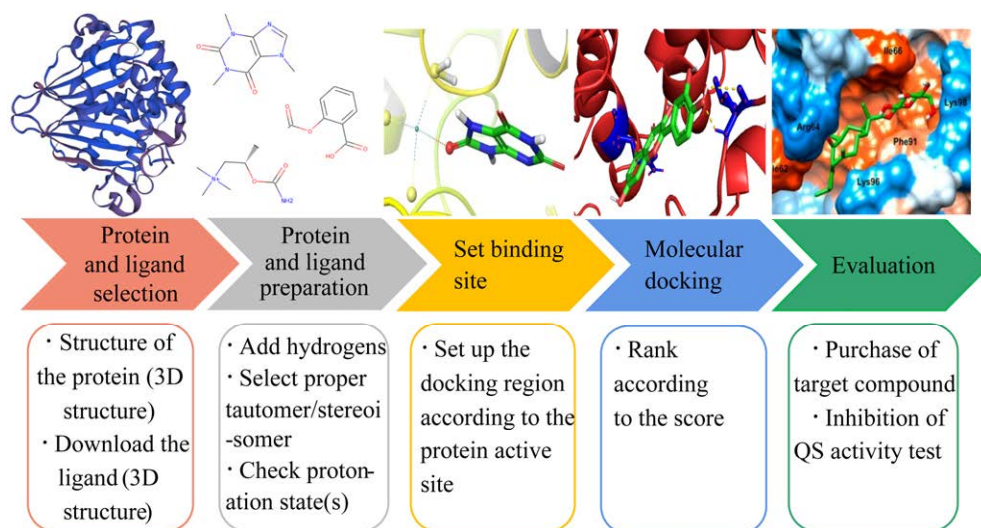 Ile66
Lys98
Arg64
Phe91
Lys96
NH2
Protein
and ligand
selection
Protein
and ligand
preparation
Set binding
site
Molecular
docking
Evaluation
· Structure of
the protein (3D
structure)
· Download the
ligand (3D
structure)
· Add hydrogens
· Select proper
tautomer/stereoi
-somer
· Check proton-
ation state(s)
· Set up the
docking region
according to the
protein active
site
· Rank
according
to the score
· Purchase of
target compound
· Inhibition of
QS activity test